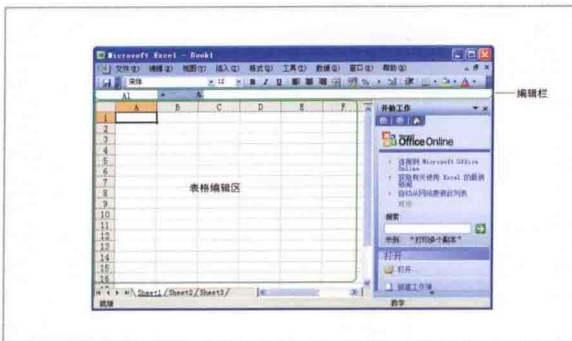 Microsoft Excel - Book1
文件(F) 编辑(E) 视图(V) 插入(I) 格式(O) 工具(T) 数据(D) 窗口(W) 帮助(H)
宋体 12 B I U
A1
编辑栏
A B C D E F
开始工作
1
2
3
4
5
6
7
8
9
10
11
12
13
14
15
16
表格编辑区
Office Online
连接到 Microsoft Office Online
获取有关使用 Excel 的最新新闻
自动从网站更新此列表
其他...
搜索:
示例: "打印多个副本"
打开
打开...
新建工作簿...
Sheet1 / Sheet2 / Sheet3
就绪
数字